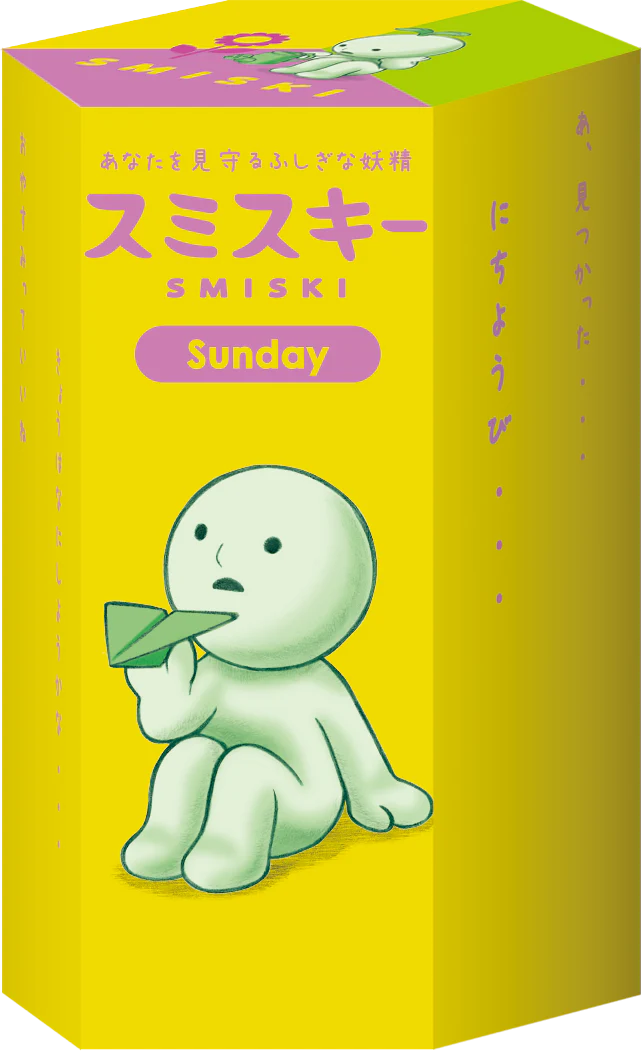 SMISKI
あなたを見守るふしぎな妖精
スミスキー
SMISKI
Sunday
あ、見つかった・・・・
にちようび・・・・
おやすみっていいね
きょうはなにしようかな・・・